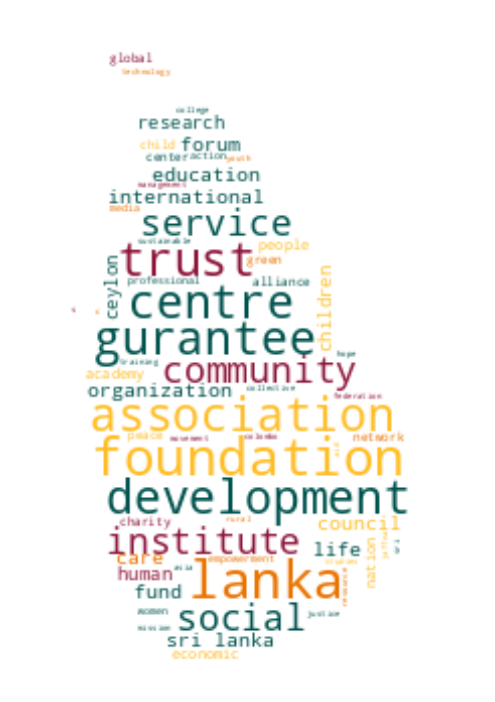 global
technology
college
research
child forum
center action youth
education
management
international
media
service
sustainable people
trust
green
ceylon
professional alliance
children
centre
gurantee
training hope
community
academy
organization collective
federation
association
peace movement colombo network
aid
foundation
development
charity rural council
institute
life
sri
nation
care empowerment
studies
asia
human lanka
resource
fund
women social justice
mission
sri lanka
economic